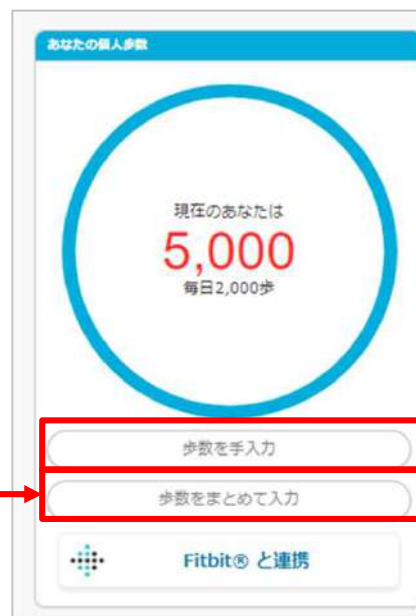 あなたの個人歩数
現在のあなたは
5,000
毎日2,000歩
歩数を手入力
歩数をまとめて入力
Fitbit® と連携